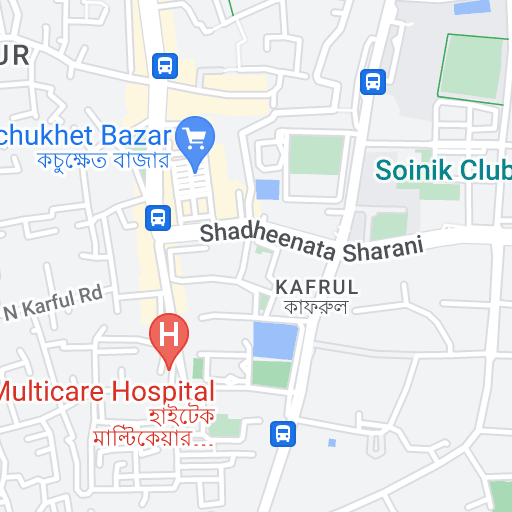 UR
chukhet Bazar
কচুক্ষেত বাজার
Soinik Club
Shadheenata Sharani
KAFRUL
কাফরুল
N Karful Rd
H
Multicare Hospital
হাইটেক
মাল্টিকেয়ার...